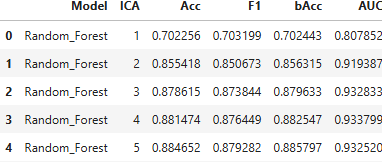 Model ICA Acc F1 bAcc AUC
0 Random_Forest 1 0.702256 0.703199 0.702443 0.807852
1 Random_Forest 2 0.855418 0.850673 0.856315 0.919387
2 Random_Forest 3 0.878615 0.873844 0.879633 0.932833
3 Random_Forest 4 0.881474 0.876449 0.882547 0.933799
4 Random_Forest 5 0.884652 0.879282 0.885797 0.932520